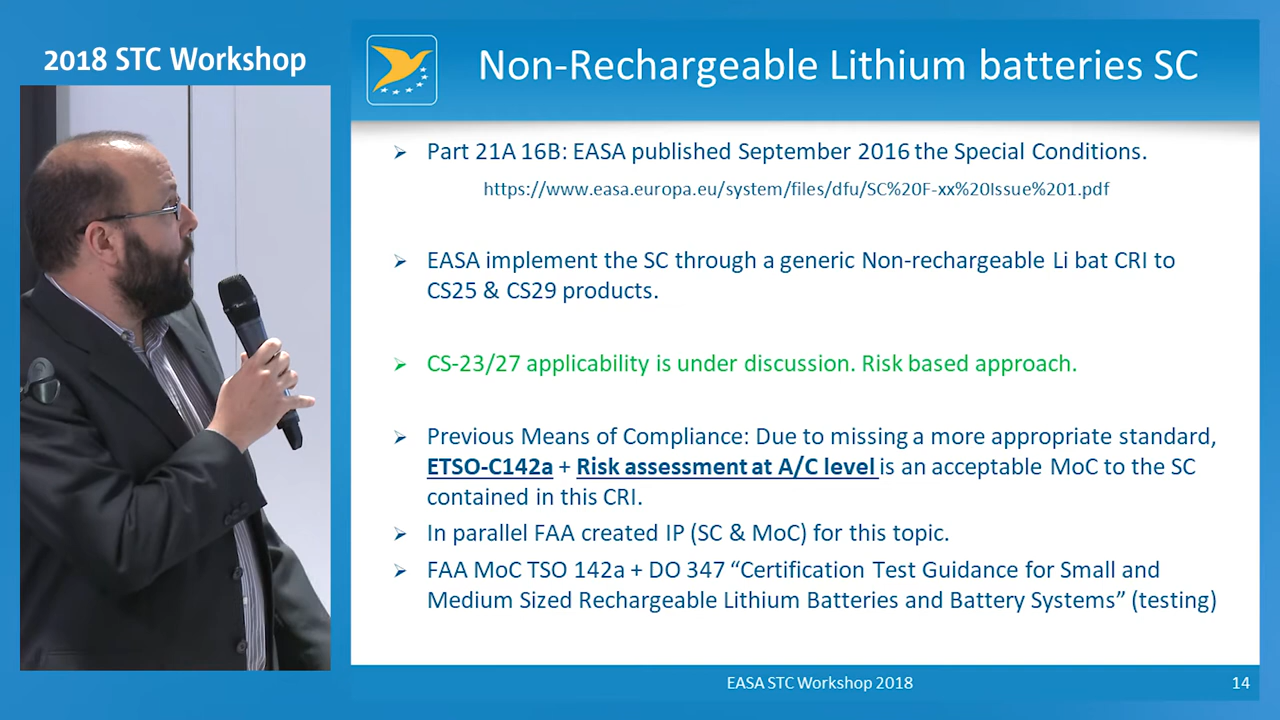 2018 STC Workshop
Non-Rechargeable Lithium batteries SC
Part 21A 16B: EASA published September 2016 the Special Conditions.
https://www.easa.europa.eu/system/files/dfu/SC%20F-xx%20Issue%201.pdf
EASA implement the SC through a generic Non-rechargeable Li bat CRI to
CS25 & CS29 products.
CS-23/27 applicability is under discussion. Risk based approach.
Previous Means of Compliance: Due to missing a more appropriate standard,
ETSO-C142a + Risk assessment at A/C level is an acceptable MoC to the SC
contained in this CRI.
In parallel FAA created IP (SC & MoC) for this topic.
FAA MoC TSO 142a + DO 347 “Certification Test Guidance for Small and
Medium Sized Rechargeable Lithium Batteries and Battery Systems” (testing)
EASA STC Workshop 2018
14